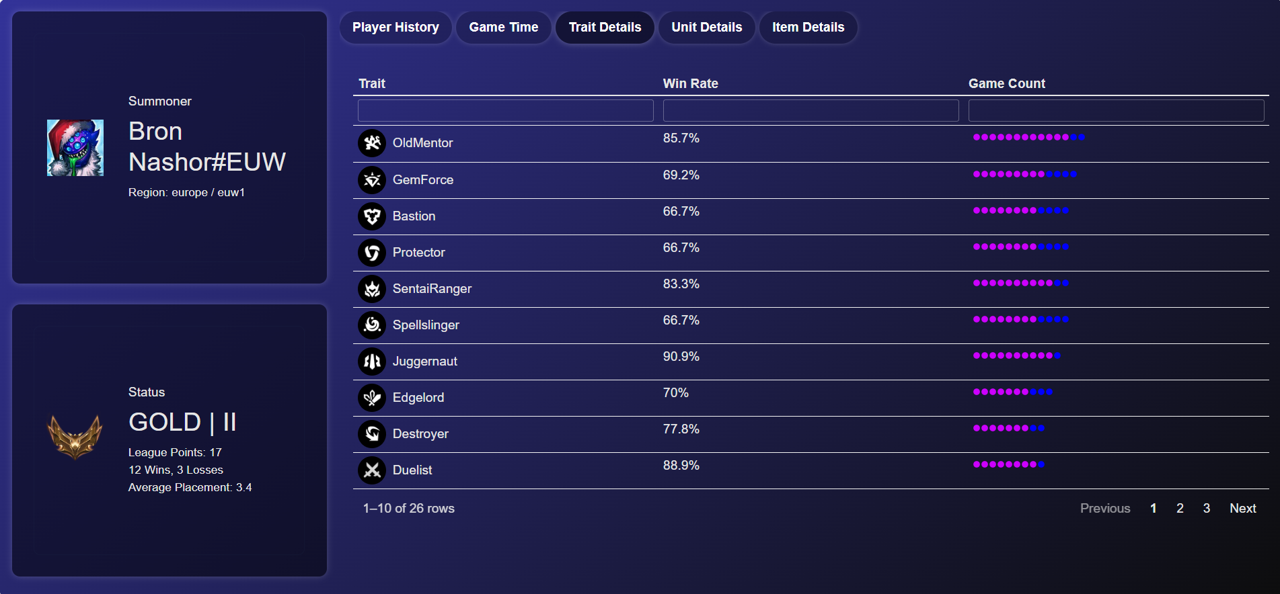 Player History Game Time Trait Details Unit Details Item Details
Summoner
Bron
Nashor#EUW
Region: europe / euw1
Status
GOLD | II
League Points: 17
12 Wins, 3 Losses
Average Placement: 3.4
Trait Win Rate Game Count
OldMentor 85.7%
GemForce 69.2%
Bastion 66.7%
Protector 66.7%
SentaiRanger 83.3%
Spellslinger 66.7%
Juggernaut 90.9%
Edgelord 70%
Destroyer 77.8%
Duelist 88.9%
1–10 of 26 rows Previous 1 2 3 Next